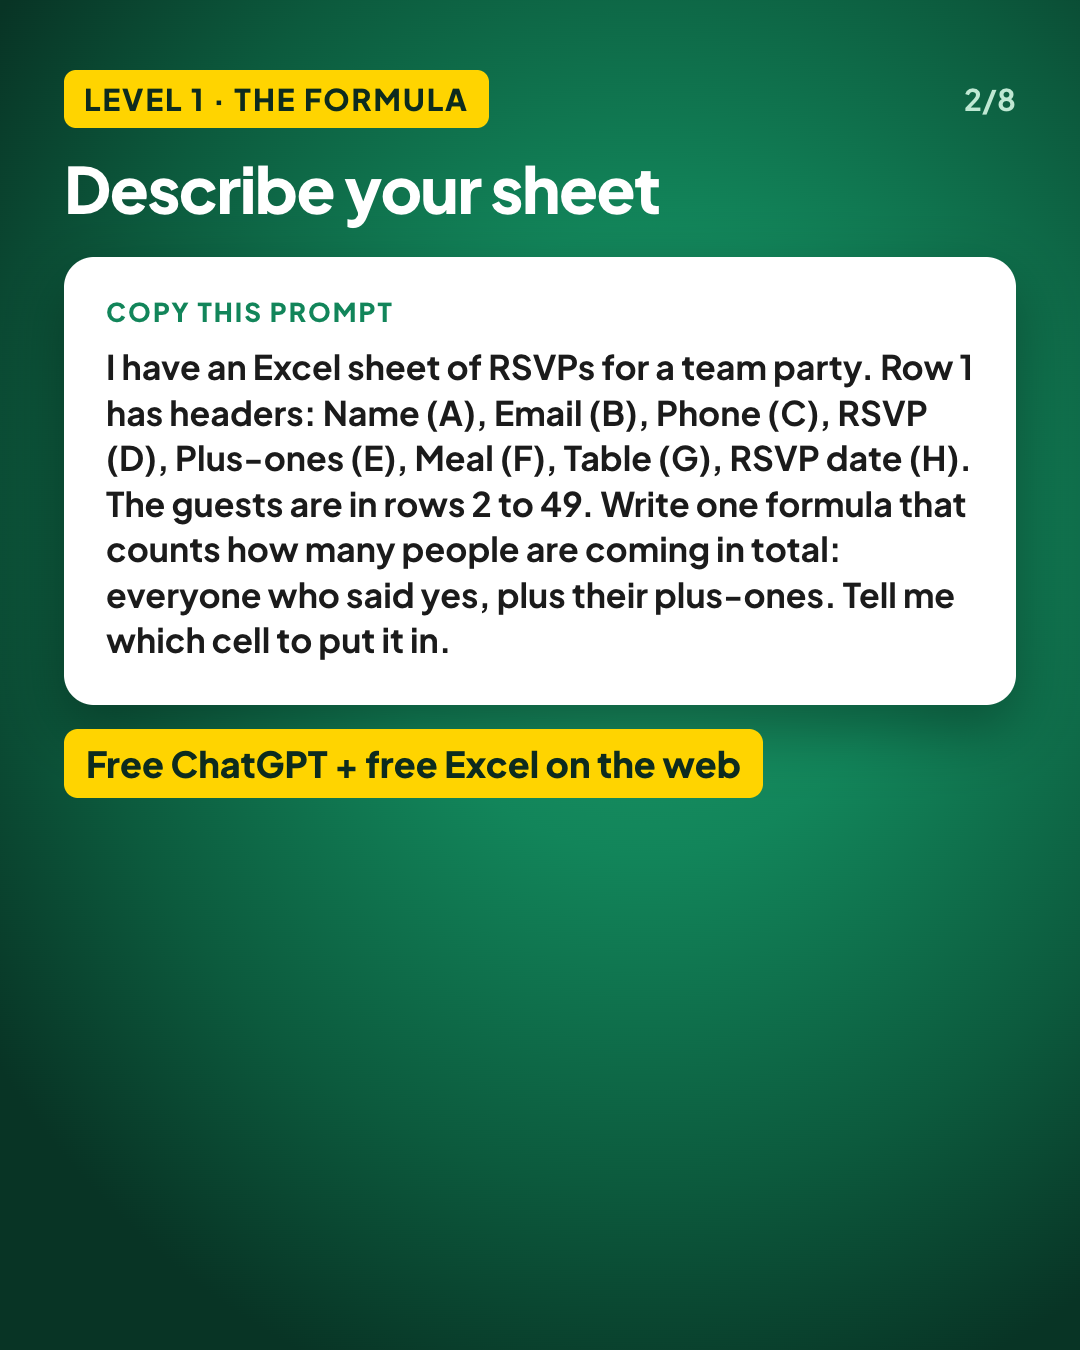 LEVEL 1 · THE FORMULA
2/8
Describe your sheet
COPY THIS PROMPT
I have an Excel sheet of RSVPs for a team party. Row 1
has headers: Name (A), Email (B), Phone (C), RSVP
(D), Plus-ones (E), Meal (F), Table (G), RSVP date (H).
The guests are in rows 2 to 49. Write one formula that
counts how many people are coming in total:
everyone who said yes, plus their plus-ones. Tell me
which cell to put it in.
Free ChatGPT + free Excel on the web